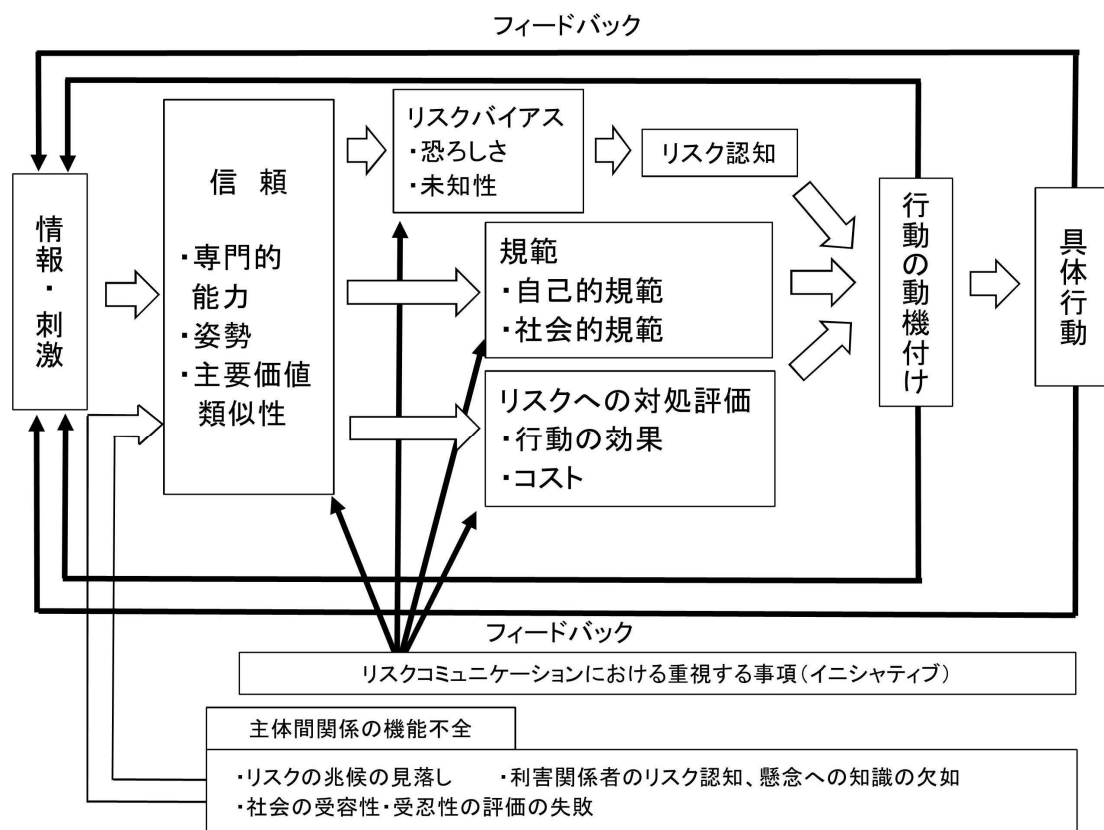 フィードバック
情報・刺激
信　頼
・専門的
能力
・姿勢
・主要価値
類似性
リスクバイアス
・恐ろしさ
・未知性
リスク認知
規範
・自己的規範
・社会的規範
リスクへの対処評価
・行動の効果
・コスト
行動の動機付け
具体行動
フィードバック
リスクコミュニケーションにおける重視する事項（イニシャティブ）
主体間関係の機能不全
・リスクの兆候の見落し　・利害関係者のリスク認知、懸念への知識の欠如
・社会の受容性・受忍性の評価の失敗